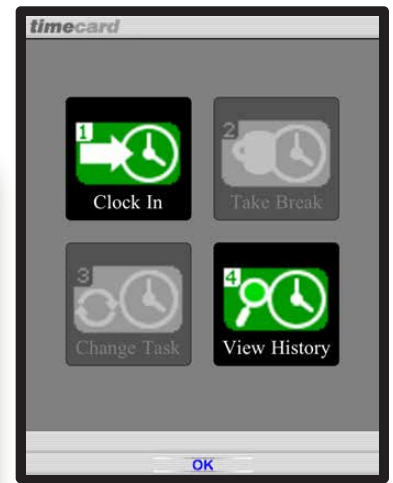 timecard
1
2
Clock In
Take Break
3
4
Change Task
View History
OK